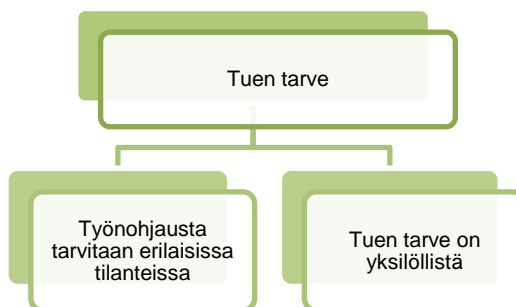 Tuen tarve
Työnohjausta
tarvitaan erilaisissa
tilanteissa
Tuen tarve on
yksilöllistä